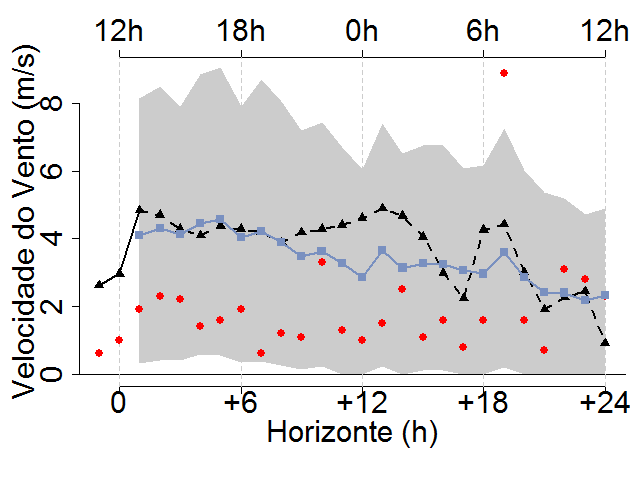 12h 18h 0h 6h 12h
Velocidade do Vento (m/s)
8
6
4
2
0
0 +6 +12 +18 +24
Horizonte (h)